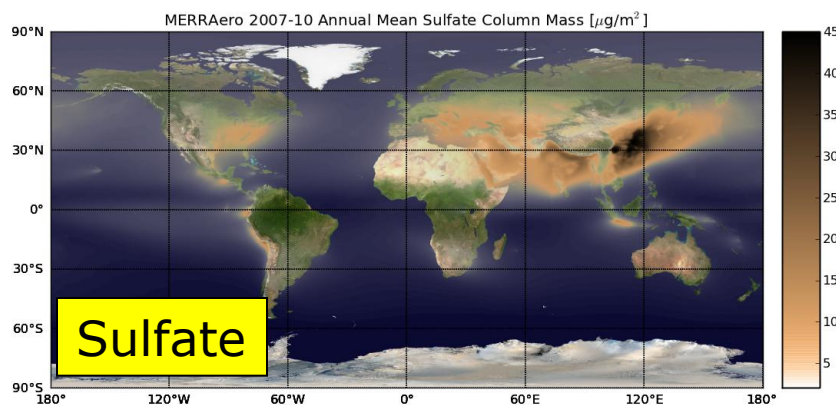 MERRAero 2007-10 Annual Mean Sulfate Column Mass [µg/m²]
90°N
60°N
30°N
0°
30°S
60°S
90°S
180°
120°W
60°W
0°
60°E
120°E
180°
45
40
35
30
25
20
15
10
5
Sulfate